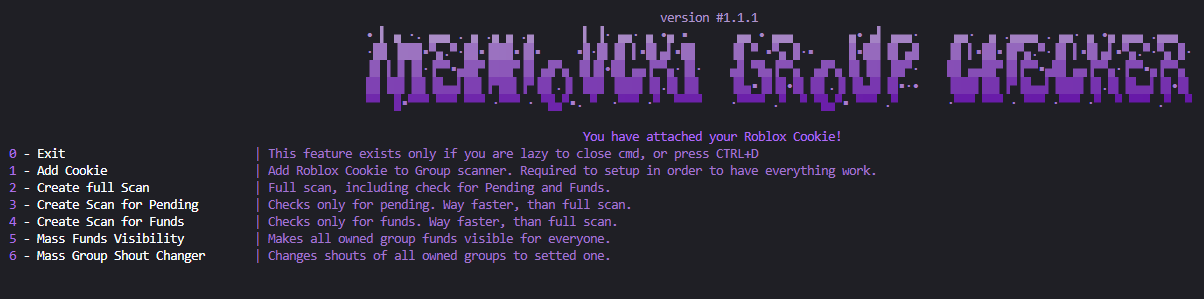 version #1.1.1
You have attached your Roblox Cookie!
0 - Exit | This feature exists only if you are lazy to close cmd, or press CTRL+D
1 - Add Cookie | Add Roblox Cookie to Group scanner. Required to setup in order to have everything work.
2 - Create full Scan | Full scan, including check for Pending and Funds.
3 - Create Scan for Pending | Checks only for pending. Way faster, than full scan.
4 - Create Scan for Funds | Checks only for funds. Way faster, than full scan.
5 - Mass Funds Visibility | Makes all owned group funds visible for everyone.
6 - Mass Group Shout Changer | Changes shouts of all owned groups to setted one.